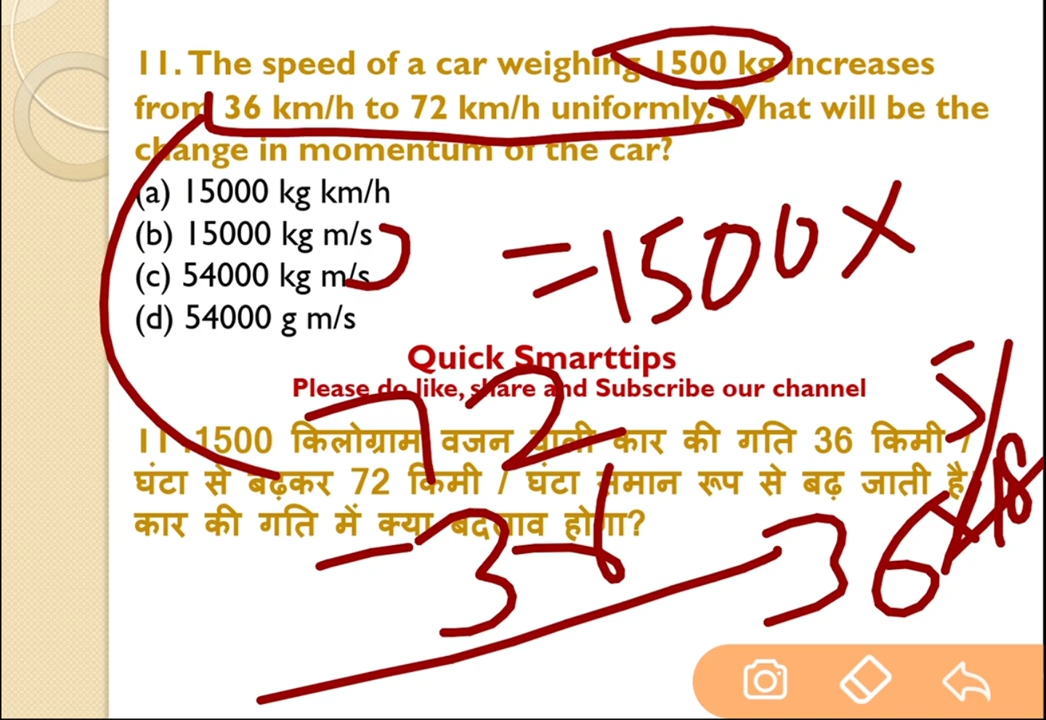 11. The speed of a car weighing 1500 kg increases
from 36 km/h to 72 km/h uniformly. What will be the
change in momentum of the car?
(a) 15000 kg km/h
(b) 15000 kg m/s
(c) 54000 kg m/s
(d) 54000 g m/s
= 1500 X
Quick Smarttips
Please do like, share and Subscribe our channel
72
5/18
11. 1500 किलोग्राम वजन वाली कार की गति 36 किमी /
घंटा से बढ़कर 72 किमी / घंटा समान रूप से बढ़ जाती है
कार की गति में क्या बदलाव होगा?
- 36
36 X